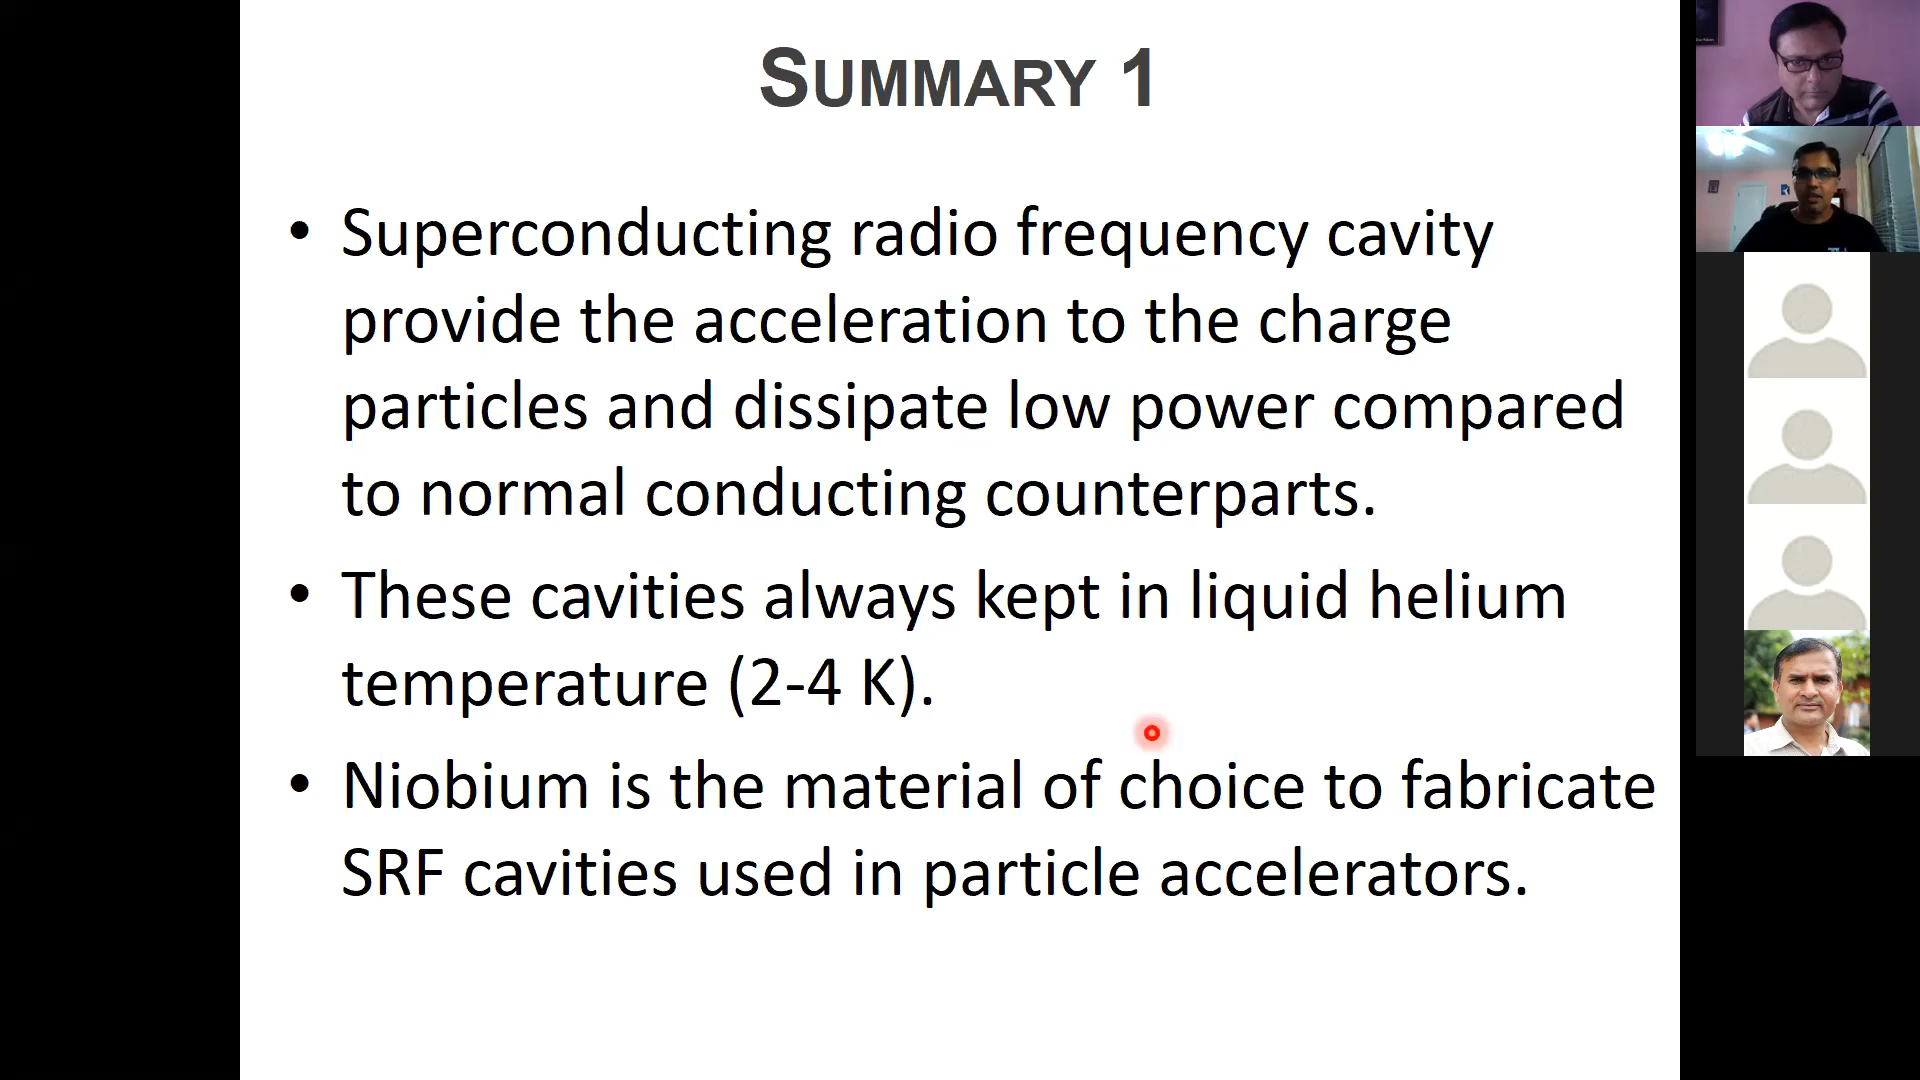 SUMMARY 1
• Superconducting radio frequency cavity
provide the acceleration to the charge
particles and dissipate low power compared
to normal conducting counterparts.
• These cavities always kept in liquid helium
temperature (2-4 K).
• Niobium is the material of choice to fabricate
SRF cavities used in particle accelerators.